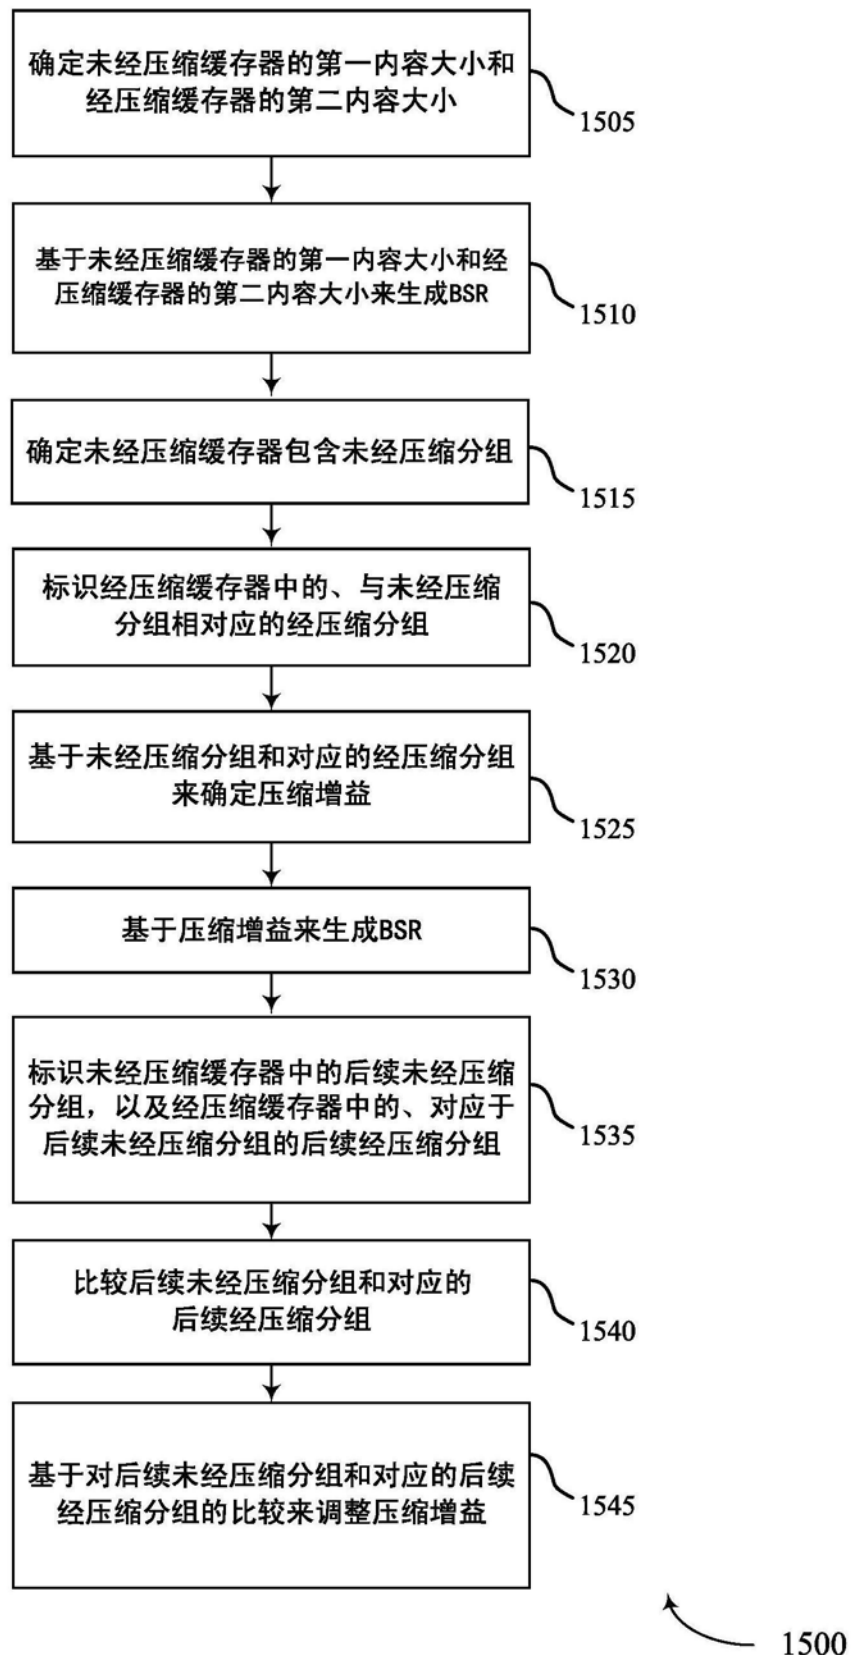 确定未经压缩缓存器的第一内容大小和
经压缩缓存器的第二内容大小
1505
基于未经压缩缓存器的第一内容大小和经
压缩缓存器的第二内容大小来生成BSR
1510
确定未经压缩缓存器包含未经压缩分组
1515
标识经压缩缓存器中的、与未经压缩
分组相对应的经压缩分组
1520
基于未经压缩分组和对应的经压缩分组
来确定压缩增益
1525
基于压缩增益来生成BSR
1530
标识未经压缩缓存器中的后续未经压缩
分组，以及经压缩缓存器中的、对应于
后续未经压缩分组的后续经压缩分组
1535
比较后续未经压缩分组和对应的
后续经压缩分组
1540
基于对后续未经压缩分组和对应的后续
经压缩分组的比较来调整压缩增益
1545
1500